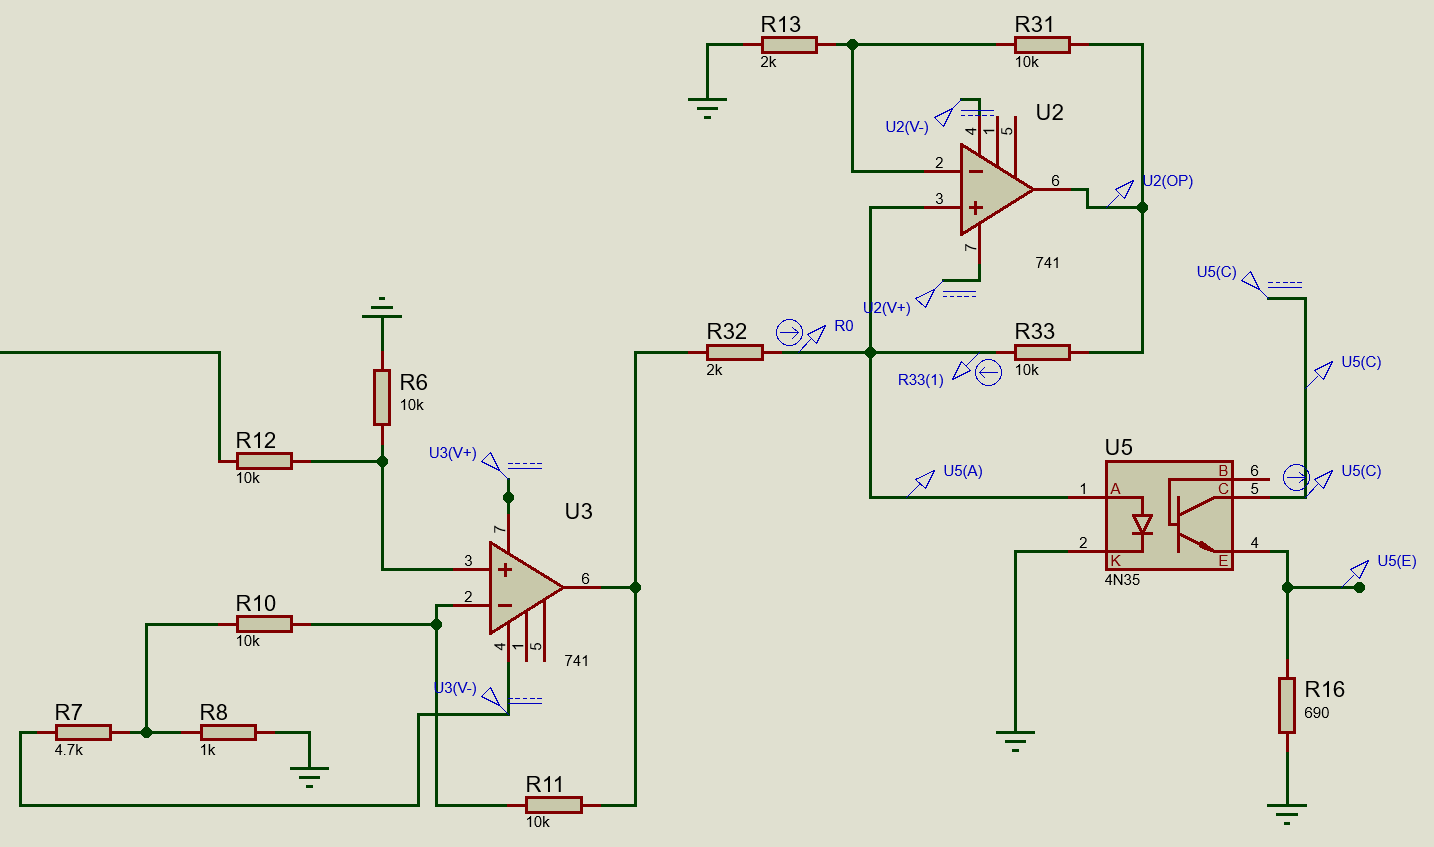 R13
2k
R31
10k
U2(V-)
4
1
5
U2
2
3
6
7
741
U2(OP)
U2(V+)
U5(C)
R32
2k
R0
R33(1)
R33
10k
U5(C)
R6
10k
R12
10k
U3(V+)
7
U3
3
2
6
4
1
5
741
U3(V-)
U5(A)
U5
1
A
2
K
B
6
C
5
E
4
4N35
U5(C)
U5(E)
R10
10k
R7
4.7k
R8
1k
R11
10k
R16
690